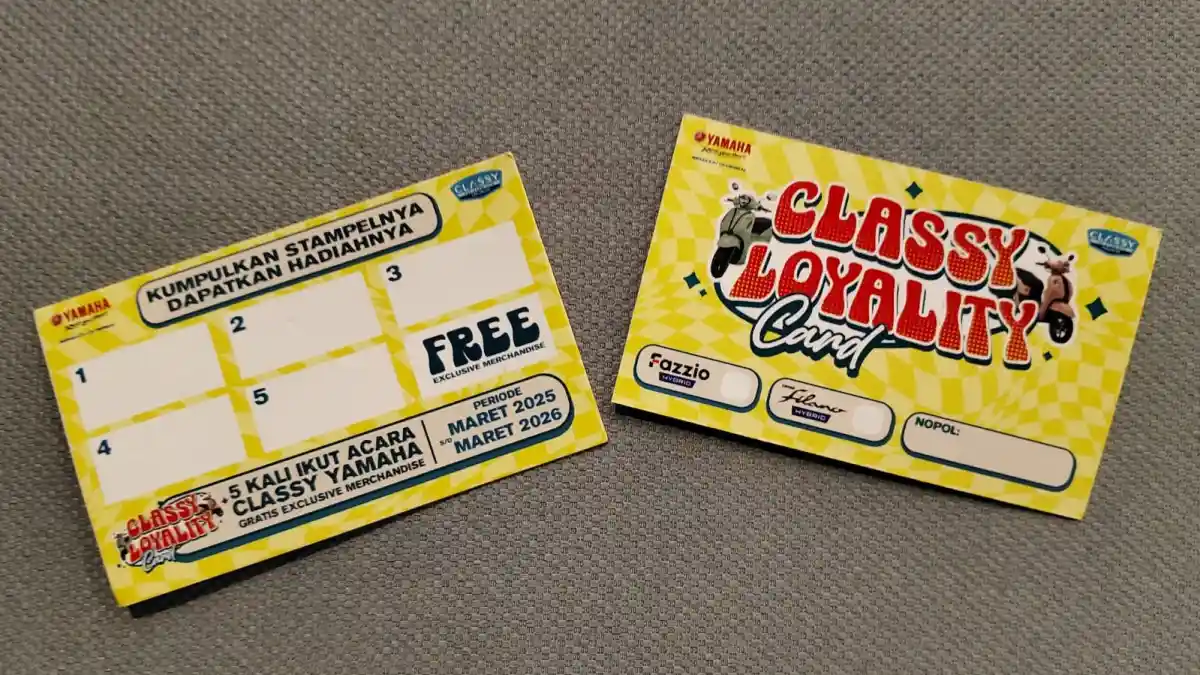 YAMAHA
CLASSY
KUMPULKAN STAMPELNYA
DAPATKAN HADIAHNYA
1
2
3
4
5
FREE
EXCLUSIVE MERCHANDISE
CLASSY
LOYALITY
Card
5 KALI IKUT ACARA
CLASSY YAMAHA
GRATIS EXCLUSIVE MERCHANDISE
PERIODE
MARET 2025
S/D MARET 2026
YAMAHA
CLASSY
CLASSY
LOYALITY
Card
Fazzio
HYBRID
Filano
HYBRID
NOPOL: